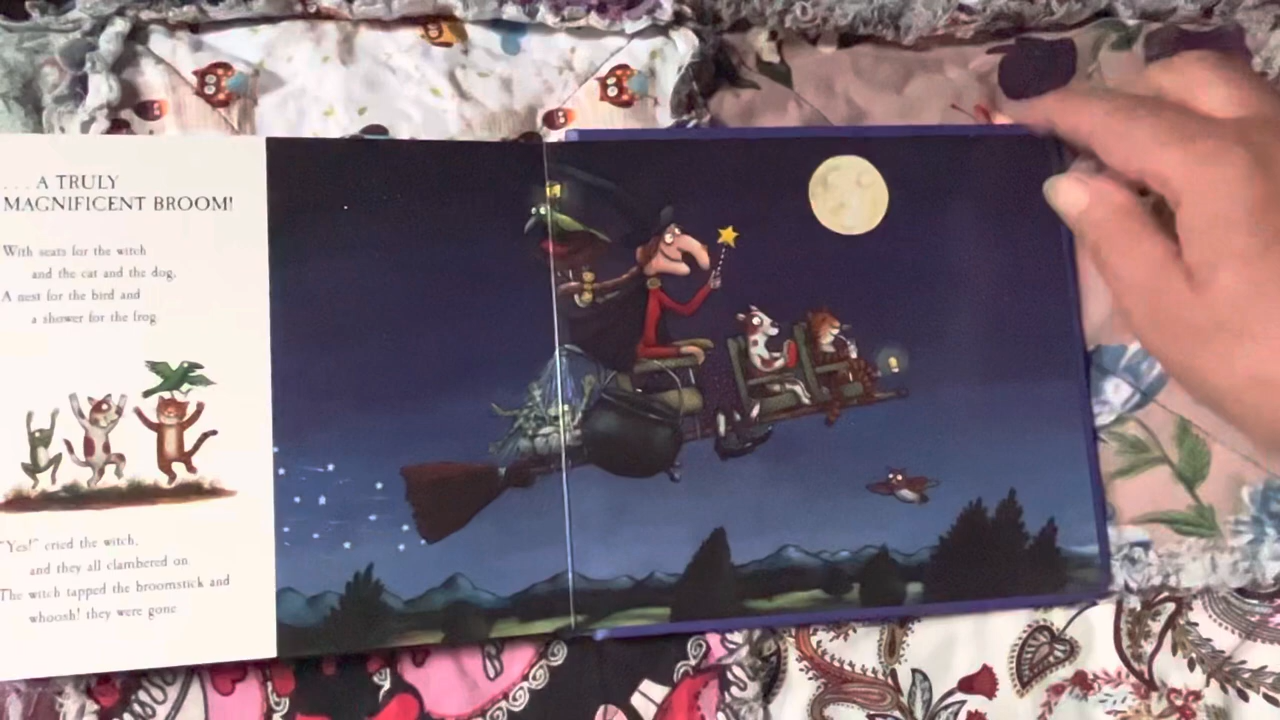 ... A TRULY
MAGNIFICENT BROOM!
With seats for the witch
and the cat and the dog,
A nest for the bird and
a shower for the frog.
"Yes!" cried the witch,
and they all clambered on.
The witch tapped the broomstick and
whoosh! they were gone